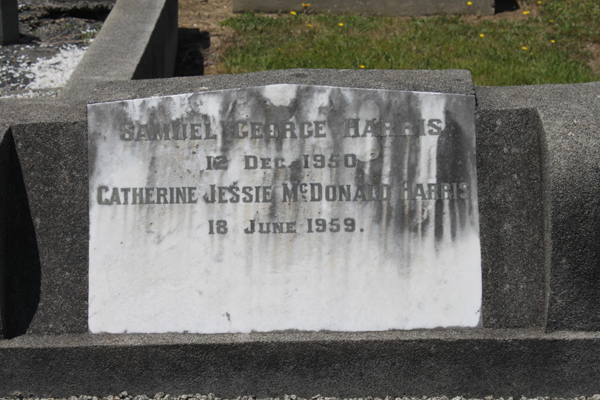 SAMUEL GEORGE HARRIS.
12 DEC. 1950.
CATHERINE JESSIE MCDONALD HARRIS
18 JUNE 1959.